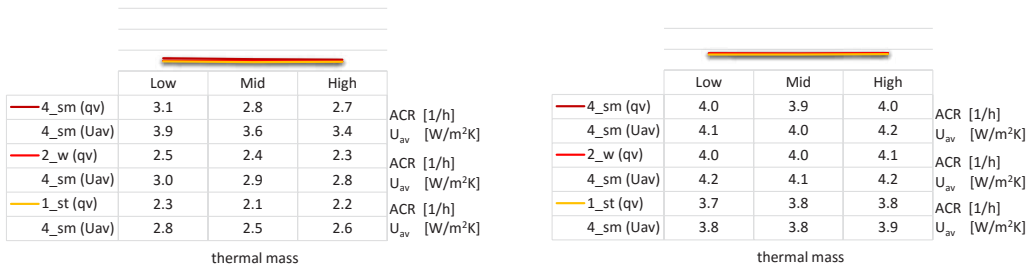 Low Mid High
4_sm (qv) 3.1 2.8 2.7 ACR [1/h]
4_sm (Uav) 3.9 3.6 3.4 Uav [W/m²K]
2_w (qv) 2.5 2.4 2.3 ACR [1/h]
4_sm (Uav) 3.0 2.9 2.8 Uav [W/m²K]
1_st (qv) 2.3 2.1 2.2 ACR [1/h]
4_sm (Uav) 2.8 2.5 2.6 Uav [W/m²K]
thermal mass
Low Mid High
4_sm (qv) 4.0 3.9 4.0 ACR [1/h]
4_sm (Uav) 4.1 4.0 4.2 Uav [W/m²K]
2_w (qv) 4.0 4.0 4.1 ACR [1/h]
4_sm (Uav) 4.2 4.1 4.2 Uav [W/m²K]
1_st (qv) 3.7 3.8 3.8 ACR [1/h]
4_sm (Uav) 3.8 3.8 3.9 Uav [W/m²K]
thermal mass